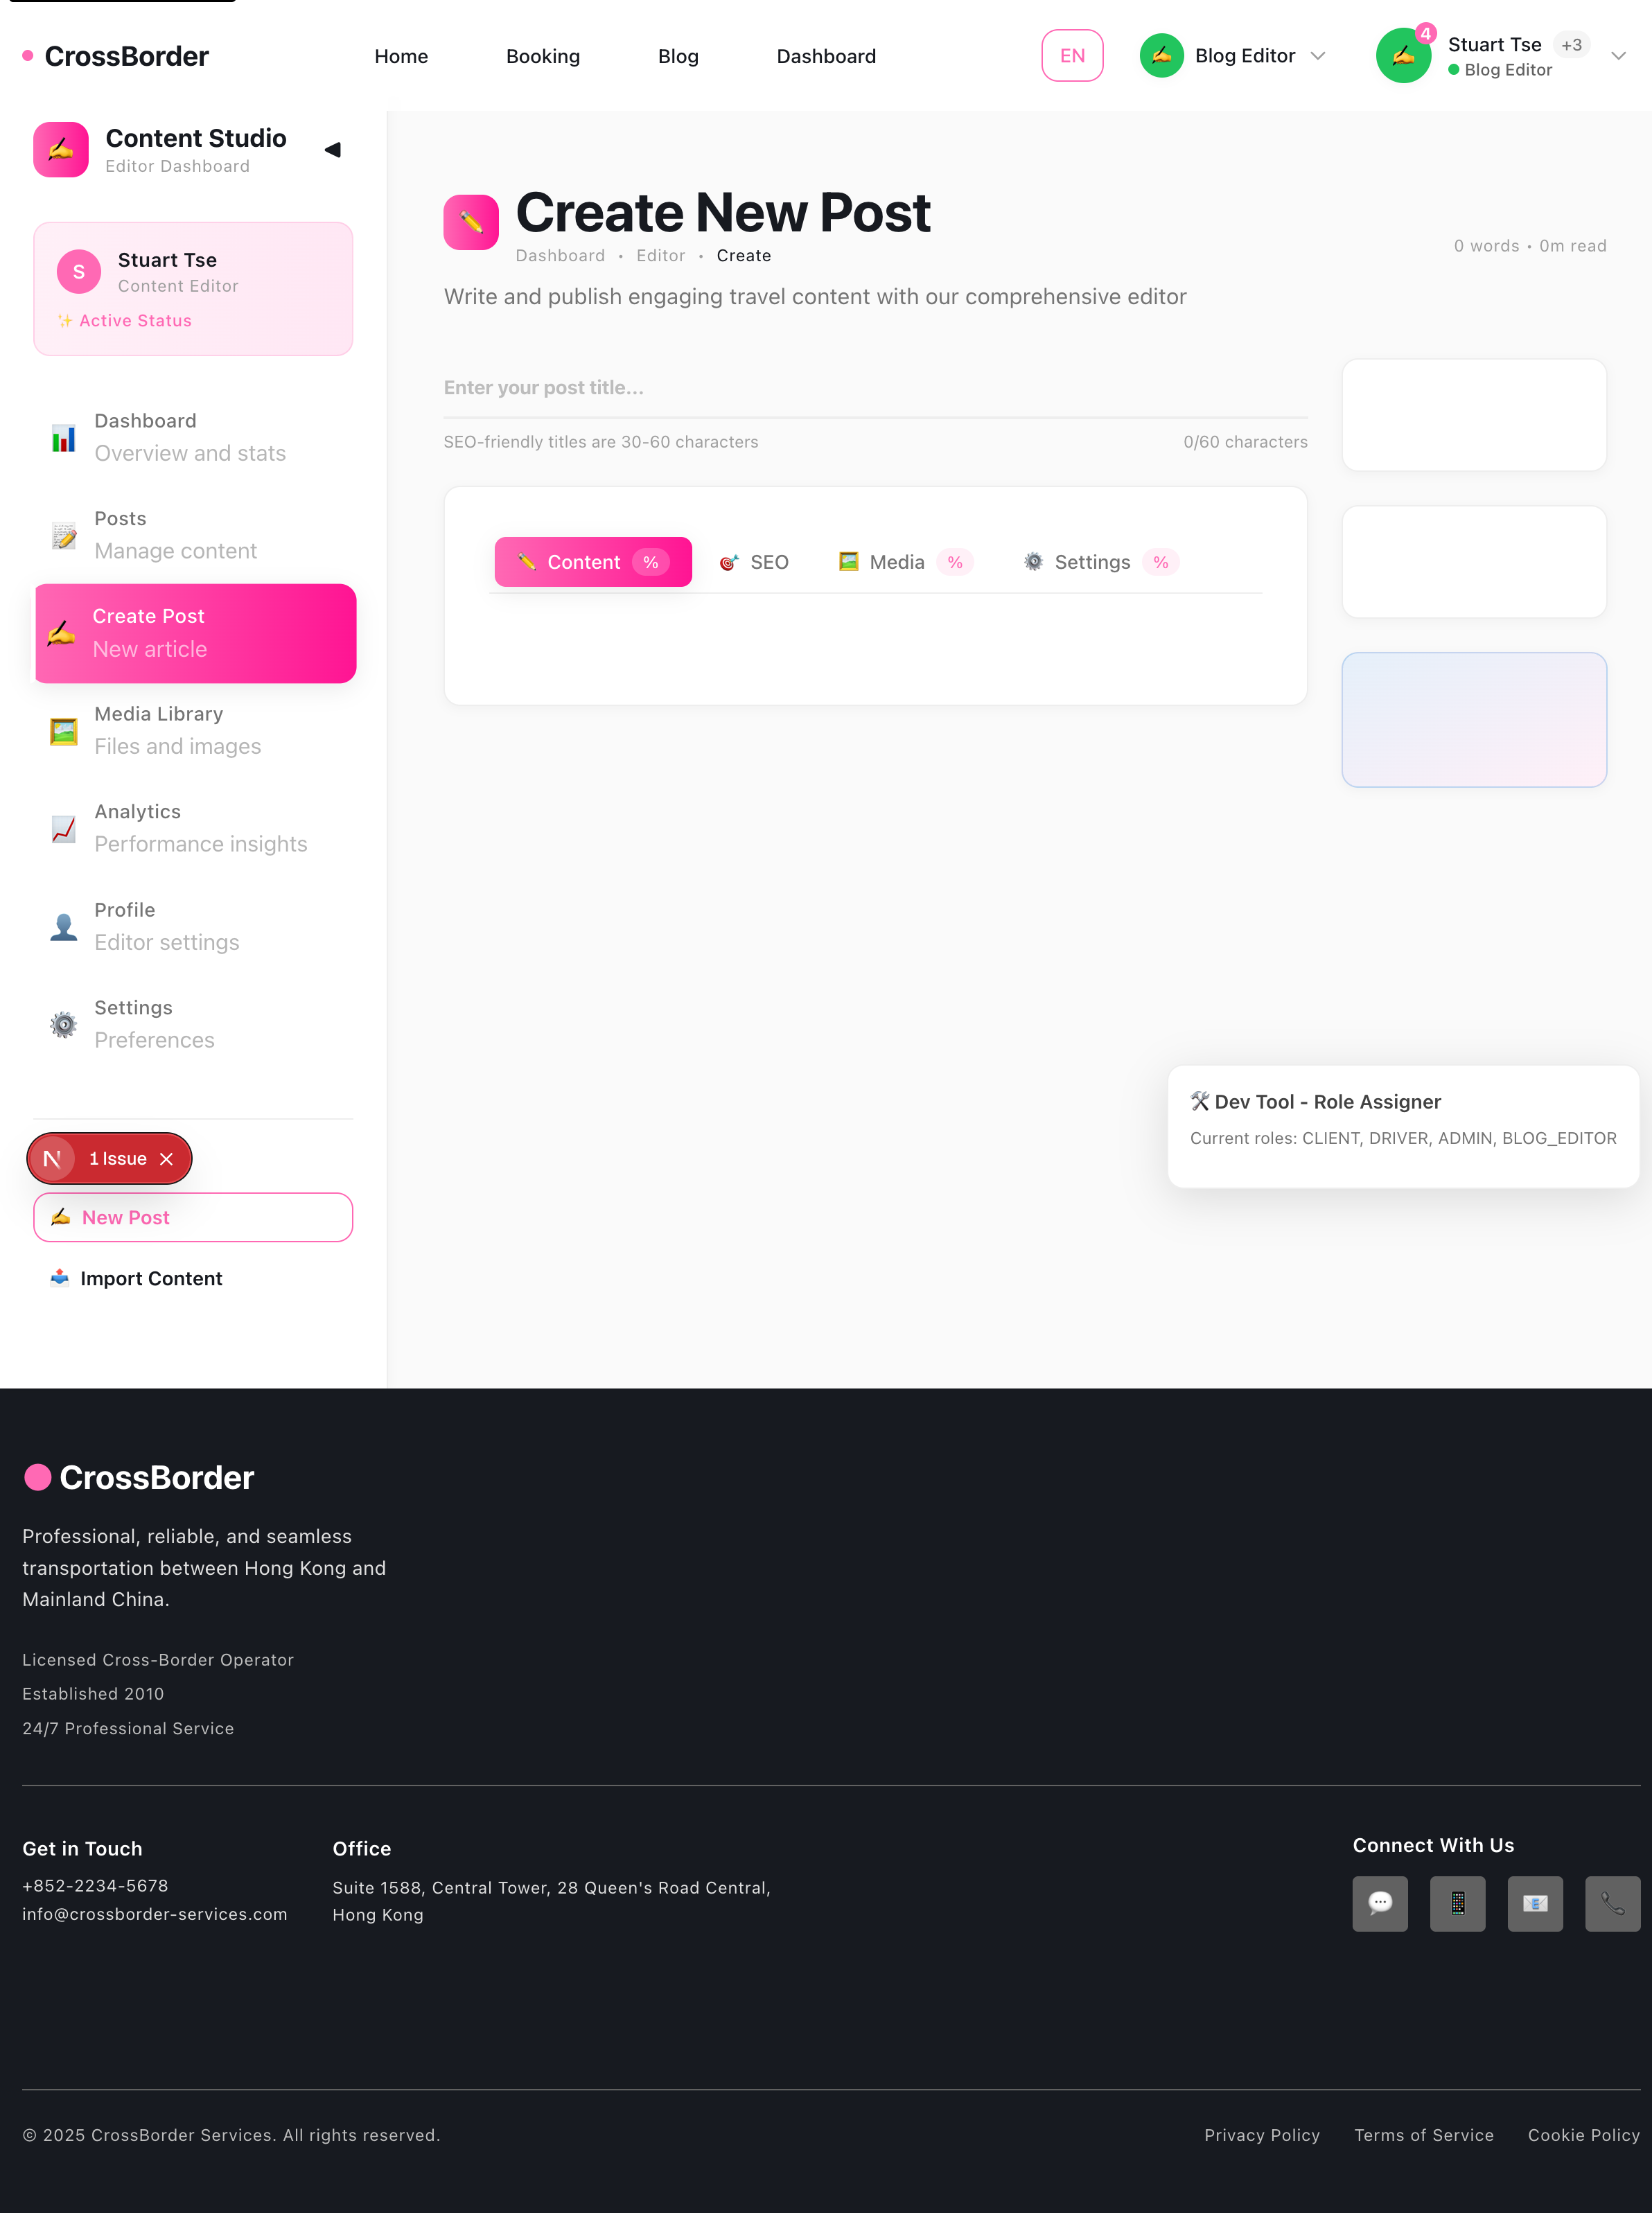 CrossBorder
Home
Booking
Blog
Dashboard
EN
Blog Editor
4
Stuart Tse
+3
Blog Editor
Content Studio
Editor Dashboard
S
Stuart Tse
Content Editor
Active Status
Dashboard
Overview and stats
Posts
Manage content
Create Post
New article
Media Library
Files and images
Analytics
Performance insights
Profile
Editor settings
Settings
Preferences
N
1 Issue
New Post
Import Content
Create New Post
Dashboard • Editor • Create
0 words • 0m read
Write and publish engaging travel content with our comprehensive editor
Enter your post title...
SEO-friendly titles are 30-60 characters
0/60 characters
Content %
SEO
Media %
Settings %
Dev Tool - Role Assigner
Current roles: CLIENT, DRIVER, ADMIN, BLOG_EDITOR
CrossBorder
Professional, reliable, and seamless
transportation between Hong Kong and
Mainland China.
Licensed Cross-Border Operator
Established 2010
24/7 Professional Service
Get in Touch
+852-2234-5678
info@crossborder-services.com
Office
Suite 1588, Central Tower, 28 Queen's Road Central,
Hong Kong
Connect With Us
© 2025 CrossBorder Services. All rights reserved.
Privacy Policy
Terms of Service
Cookie Policy